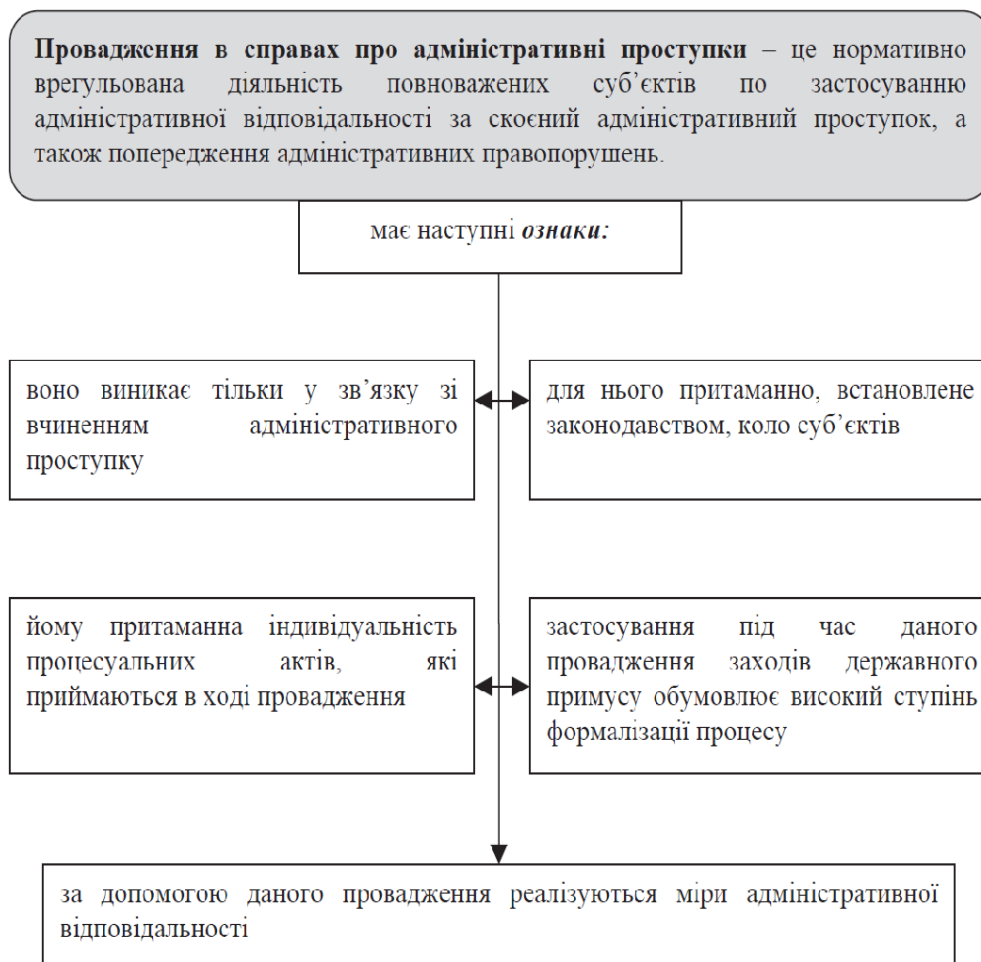 Провадження в справах про адміністративні проступки – це нормативно
врегульована діяльність повноважених суб’єктів по застосуванню
адміністративної відповідальності за скоєний адміністративний проступок, а
також попередження адміністративних правопорушень.
має наступні ознаки:
воно виникає тільки у зв’язку зі
вчиненням адміністративного
проступку
для нього притаманно, встановлене
законодавством, коло суб’єктів
йому притаманна індивідуальність
процесуальних актів, які
приймаються в ході провадження
застосування під час даного
провадження заходів державного
примусу обумовлює високий ступінь
формалізації процесу
за допомогою даного провадження реалізуються міри адміністративної
відповідальності